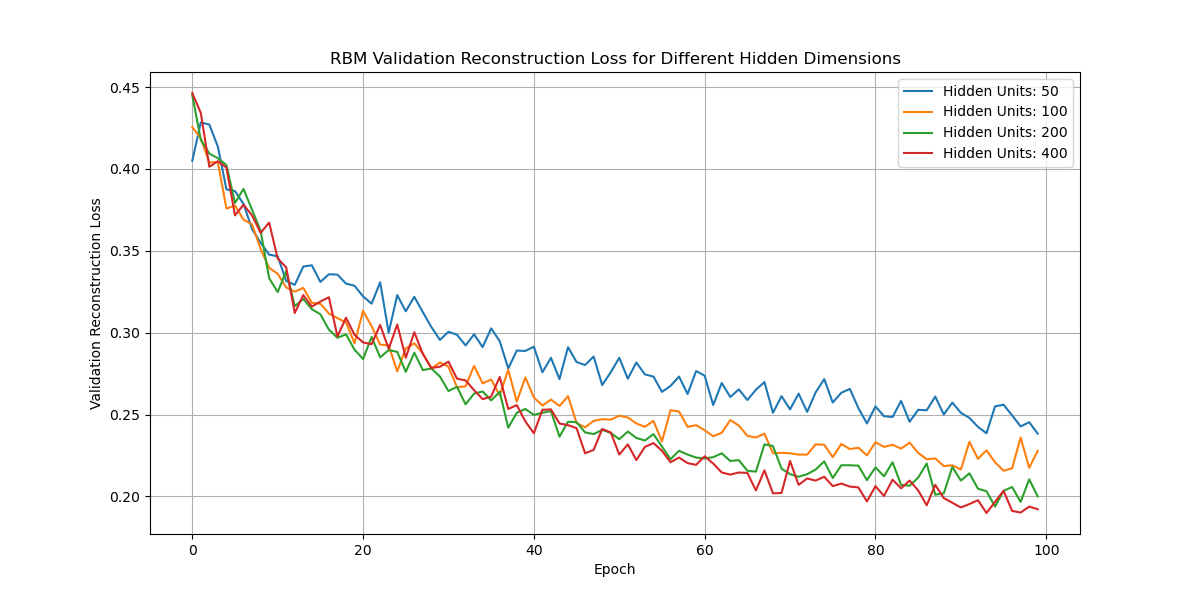 RBM Validation Reconstruction Loss for Different Hidden Dimensions
Hidden Units: 50
Hidden Units: 100
Hidden Units: 200
Hidden Units: 400
Validation Reconstruction Loss
0.45
0.40
0.35
0.30
0.25
0.20
0
20
40
60
80
100
Epoch